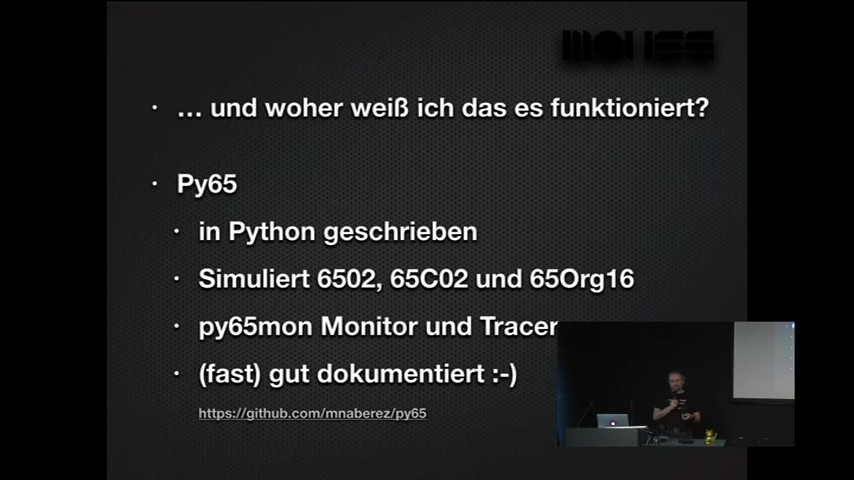 MOUSE
… und woher weiß ich das es funktioniert?
Py65
in Python geschrieben
Simuliert 6502, 65C02 und 65Org16
py65mon Monitor und Tracer
(fast) gut dokumentiert :-)
https://github.com/mnaberez/py65